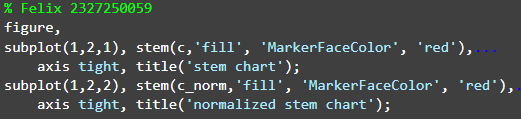 % Felix 2327250059
figure,
subplot(1,2,1), stem(c,'fill', 'MarkerFaceColor', 'red'),...
axis tight, title('stem chart');
subplot(1,2,2), stem(c_norm,'fill', 'MarkerFaceColor', 'red'),.
axis tight, title('normalized stem chart');